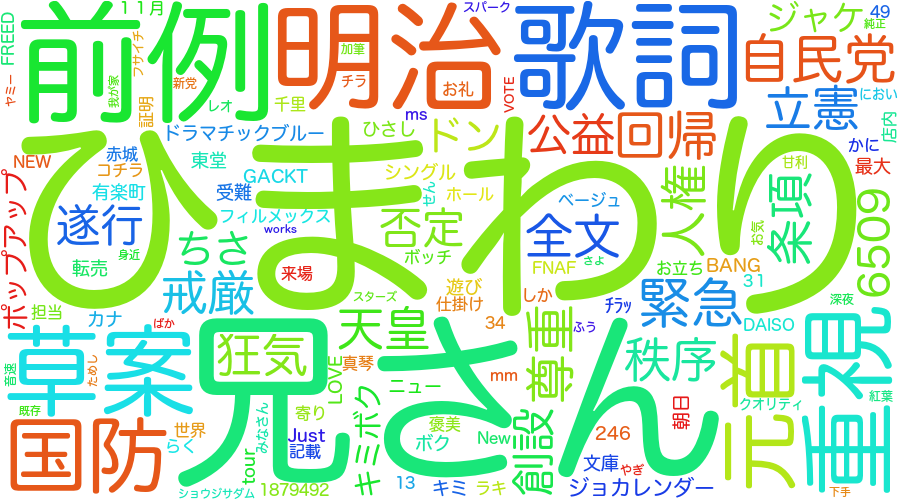 11月
スパーク
前例
明治
歌詞
ジャケ
49
純正
FREED
フサイチ
加筆
自民党
ヤミー
我が家
新党
チラ
お礼
VOTE
レオ
千里
立憲
におい
証明
ms
ドン
公益
回帰
店内
ドラマチックブルー
ひさし
かに
NEW
赤城
コチラ
東堂
GACKT
シングル
甘利
最大
ポップアップ
有楽町
受難
せん
ホール
人権
条項
ひまわり
遂行
フィルメックス
works
否定
ベージュ
全文
お気
6509
ちさ
身近
転売
ボッチ
FNAF
さよ
お立ち
BANG
来場
戒厳
遊び
しか
31
仕掛け
担当
カナ
スターズ
チラッ
緊急
深夜
ばか
34
ふう
DAISO
草案
天皇
尊重
重視
狂気
兄さん
秩序
元首
音速
ためし
真琴
LOVE
mm
ニュー
紅葉
既存
寄り
キミボク
褒美
創設
クオリティ
朝日
国防
世界
みなさん
らく
Just
記載
ボク
New
246
tour
文庫
やぎ
ショウジサダム
1879492
13
キミ
ラキ
ジョカレンダー
下手